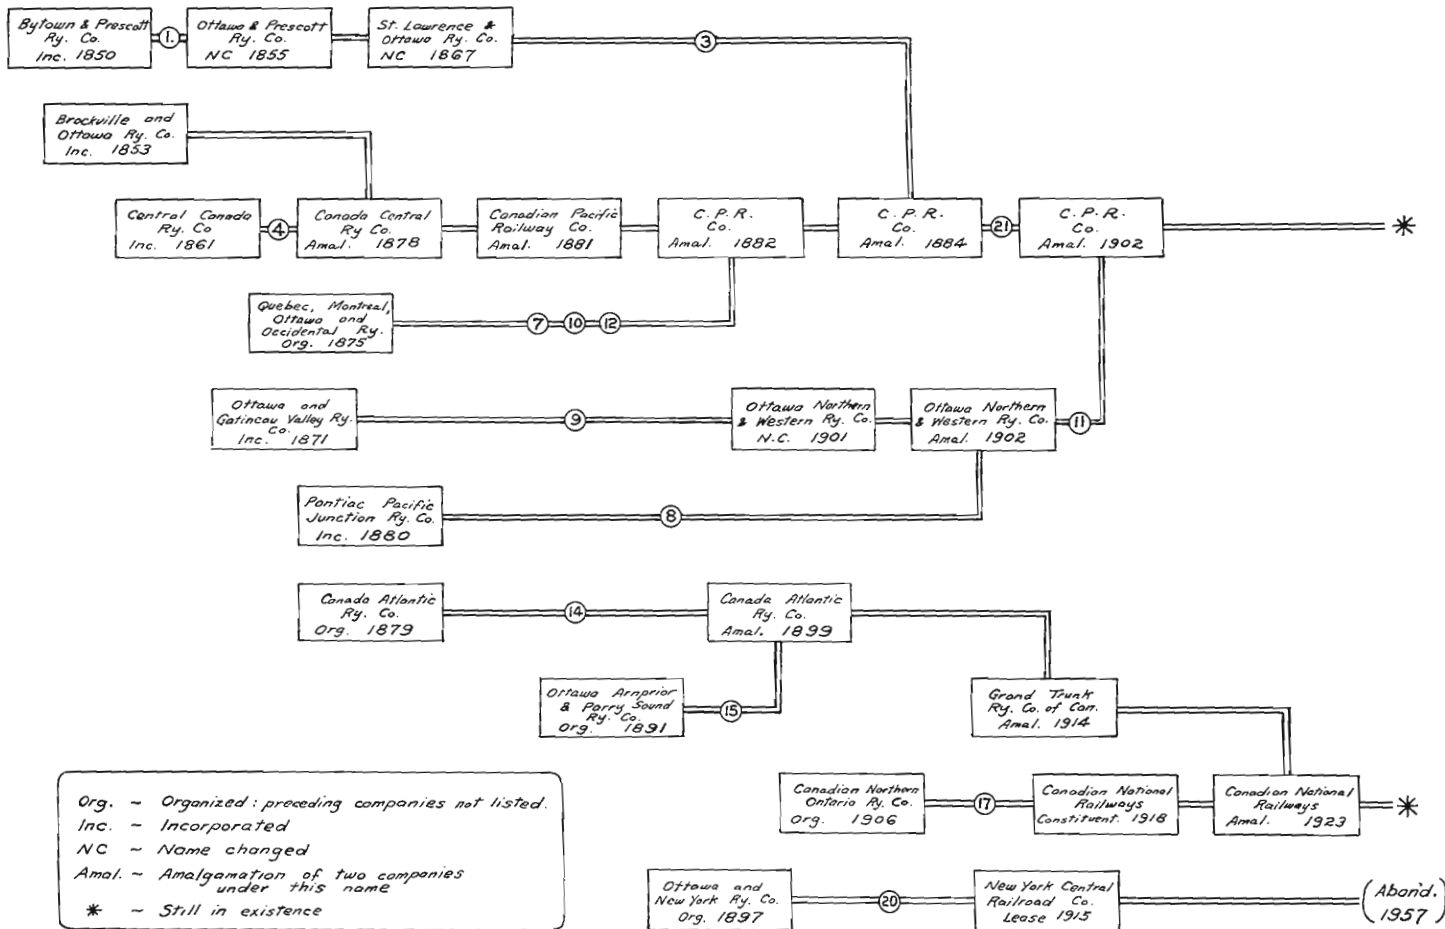 Bytown & Prescott
Ry. Co.
Inc. 1850
1.
Ottawa & Prescott
Ry. Co.
NC 1855
St. Lawrence &
Ottawa Ry. Co.
NC 1867
3
Brockville and
Ottawa Ry. Co.
Inc. 1853
Central Canada
Ry. Co
Inc. 1861
4
Canada Central
Ry Co.
Amal. 1878
Canadian Pacific
Railway Co.
Amal. 1881
C. P. R.
Co.
Amal. 1882
C. P. R.
Co.
Amal. 1884
21
C. P. R.
Co.
Amal. 1902
*
Quebec, Montreal,
Ottawa and
Occidental Ry.
Org. 1875
7
10
12
Ottawa and
Gatineau Valley Ry.
Co.
Inc. 1871
9
Ottawa Northern
& Western Ry. Co.
N.C. 1901
Ottawa Northern
& Western Ry. Co.
Amal. 1902
11
Pontiac Pacific
Junction Ry. Co.
Inc. 1880
8
Canada Atlantic
Ry. Co.
Org. 1879
14
Canada Atlantic
Ry. Co.
Amal. 1899
Ottawa Arnprior
& Parry Sound
Ry. Co.
Org. 1891
15
Grand Trunk
Ry. Co. of Can.
Amal. 1914
Canadian Northern
Ontario Ry. Co.
Org. 1906
17
Canadian National
Railways
Constituent. 1918
Canadian National
Railways
Amal. 1923
*
Ottawa and
New York Ry. Co.
Org. 1897
20
New York Central
Railroad Co.
Lease 1915
(Aband.
1957)
Org. ~ Organized: preceding companies not listed.
Inc. ~ Incorporated
NC ~ Name changed
Amal. ~ Amalgamation of two companies
under this name
* ~ Still in existence